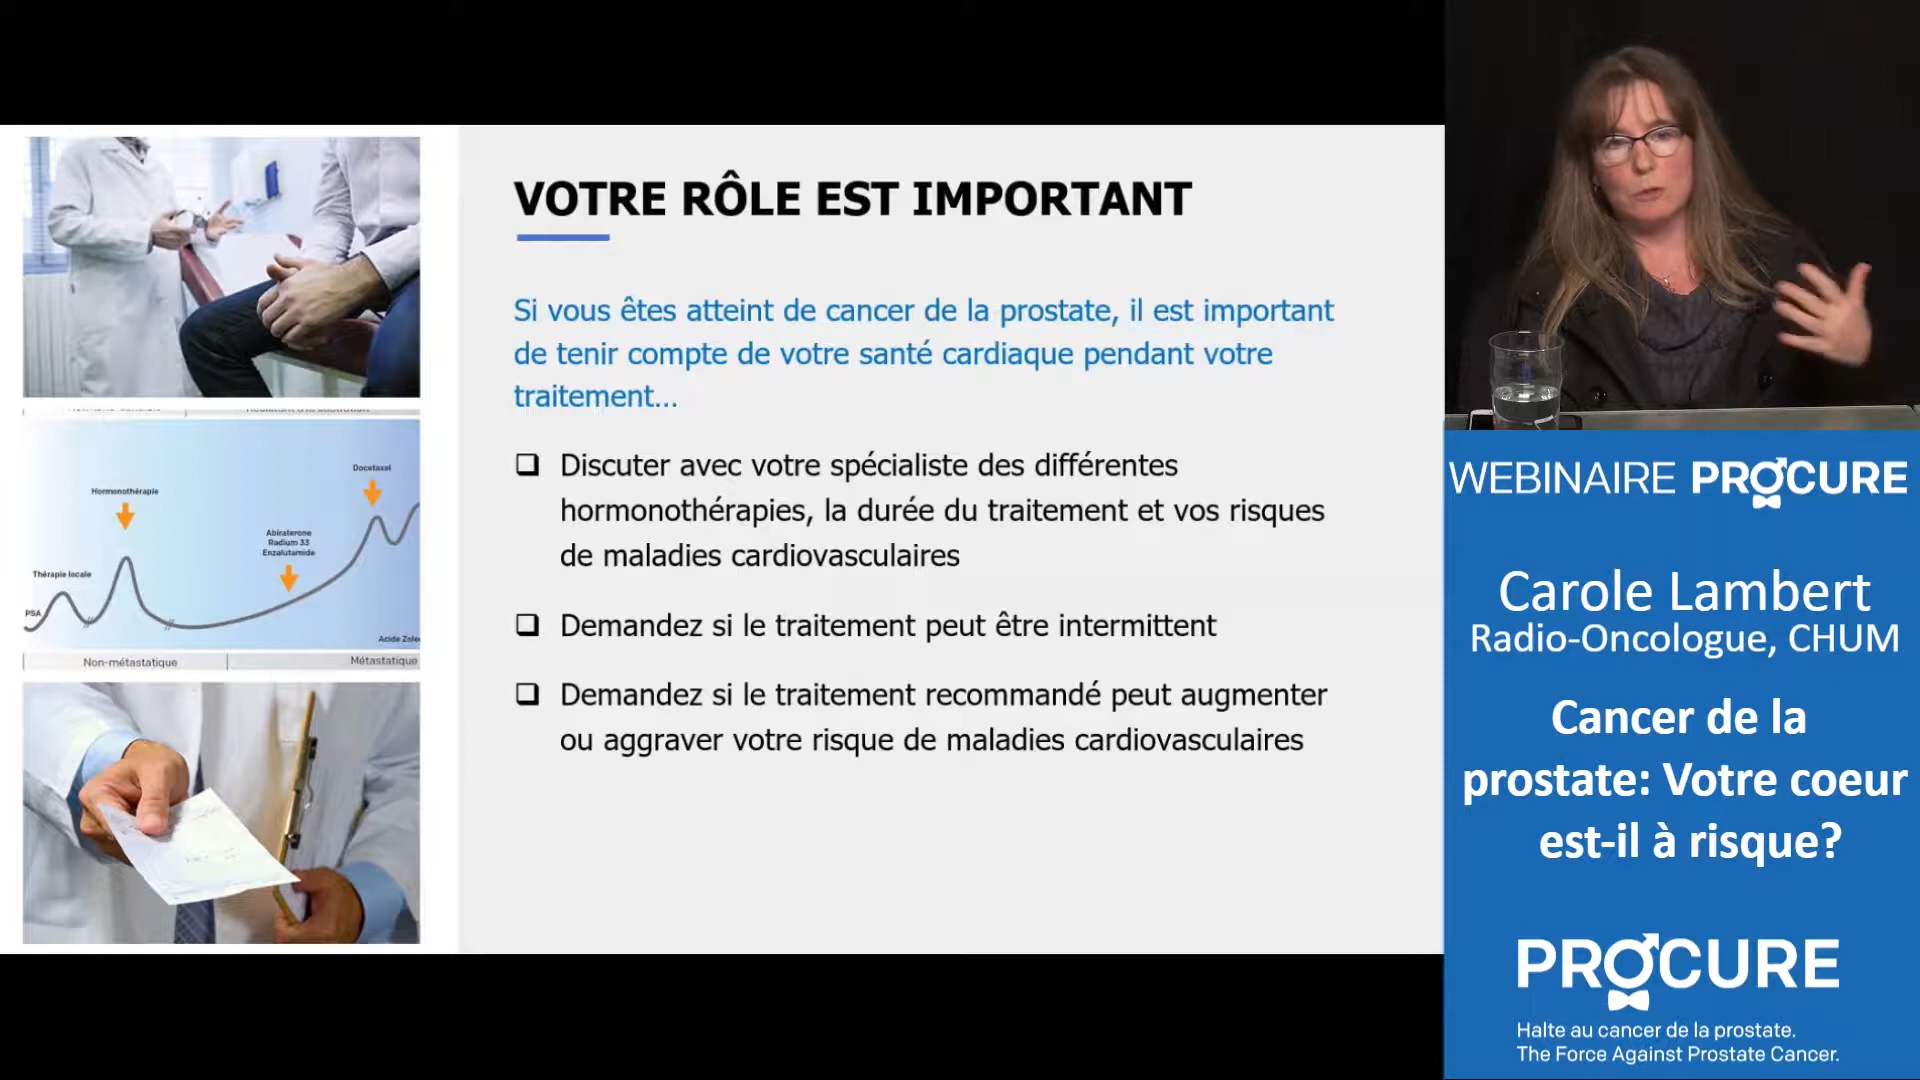 VOTRE RÔLE EST IMPORTANT
Si vous êtes atteint de cancer de la prostate, il est important
de tenir compte de votre santé cardiaque pendant votre
traitement...
Discuter avec votre spécialiste des différentes
hormonothérapies, la durée du traitement et vos risques
de maladies cardiovasculaires
Demandez si le traitement peut être intermittent
Demandez si le traitement recommandé peut augmenter
ou aggraver votre risque de maladies cardiovasculaires
Docetaxel
Hormonothérapie
Abiraterone
Radium 33
Enzalutamide
Thérapie locale
PSA
Acide Zole
Non-métastatique
Métastatique
WEBINAIRE PROCURE
Carole Lambert
Radio-Oncologue, CHUM
Cancer de la
prostate: Votre coeur
est-il à risque?
PROCURE
Halte au cancer de la prostate.
The Force Against Prostate Cancer.